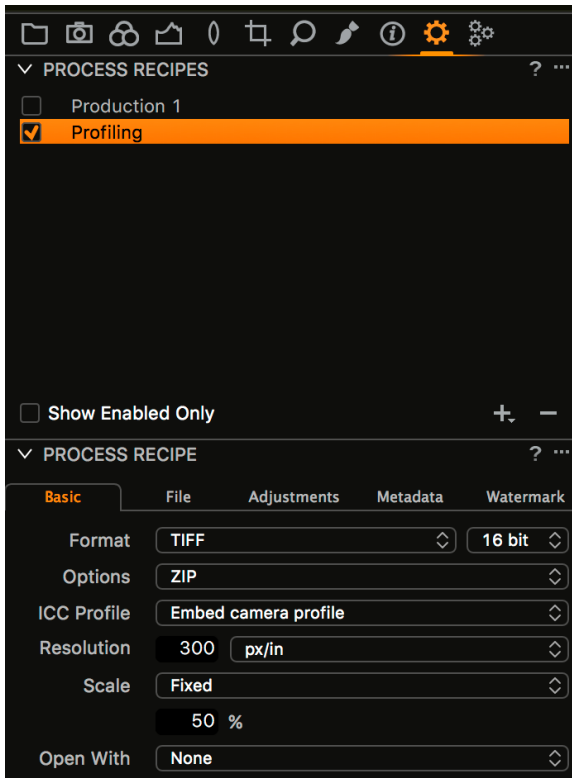 PROCESS RECIPES ? ...
Production 1
Profiling
Show Enabled Only + −
PROCESS RECIPE ? ...
Basic File Adjustments Metadata Watermark
Format TIFF 16 bit
Options ZIP
ICC Profile Embed camera profile
Resolution 300 px/in
Scale Fixed
50 %
Open With None